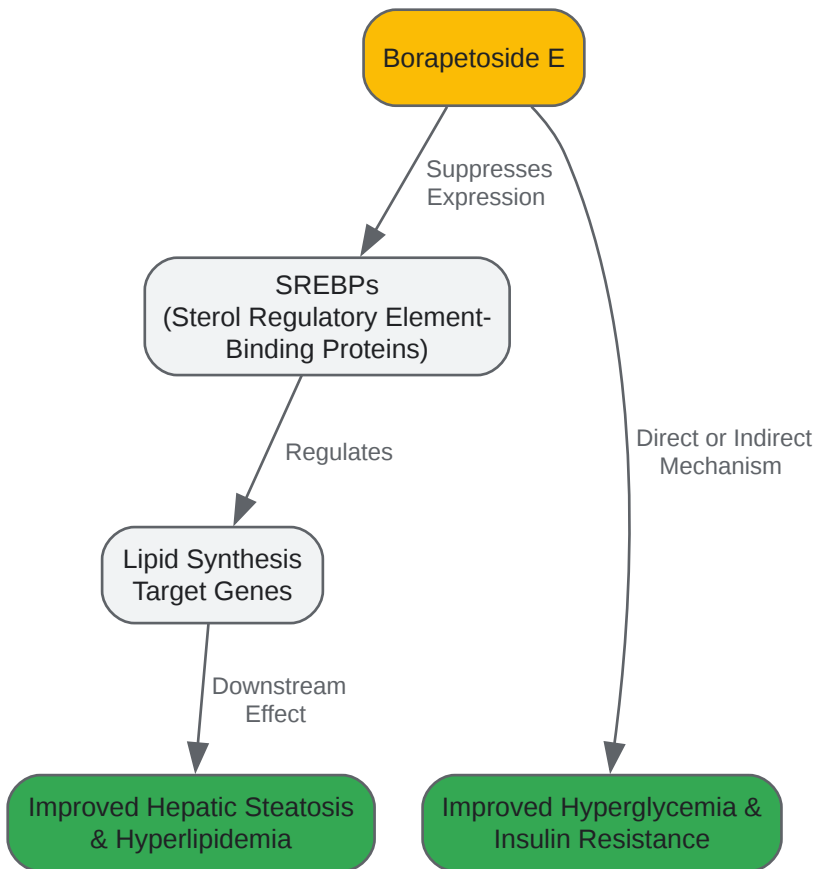 Borapetoside E
Suppresses
Expression
SREBPs
(Sterol Regulatory Element-
Binding Proteins)
Regulates
Direct or Indirect
Mechanism
Lipid Synthesis
Target Genes
Downstream
Effect
Improved Hepatic Steatosis
& Hyperlipidemia
Improved Hyperglycemia &
Insulin Resistance